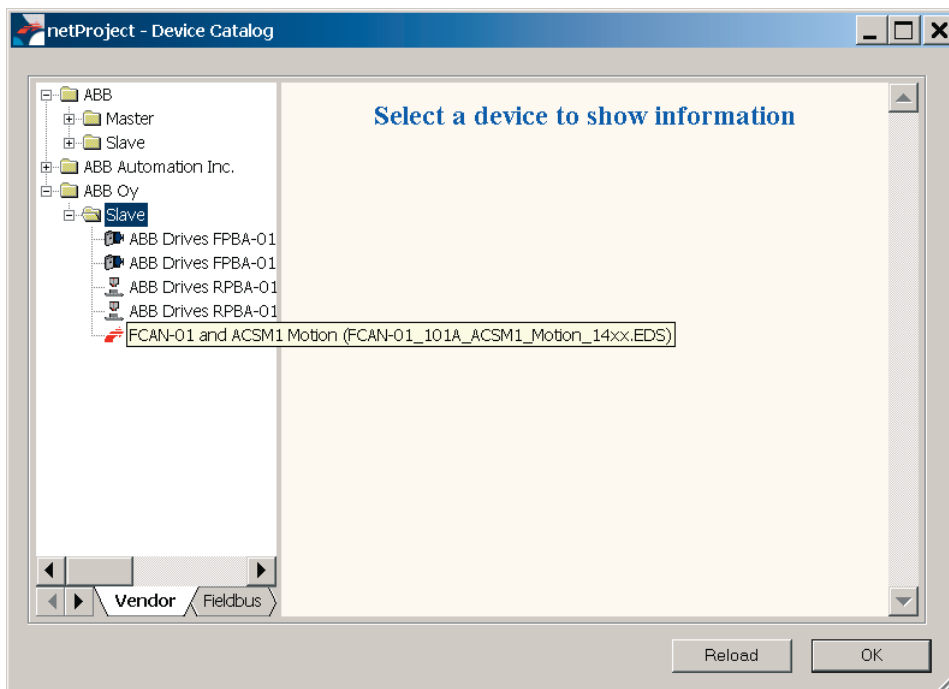 netProject - Device Catalog
ABB
Master
Slave
ABB Automation Inc.
ABB Oy
Slave
ABB Drives FPBA-01
ABB Drives FPBA-01
ABB Drives RPBA-01
ABB Drives RPBA-01
FCAN-01 and ACSM1 Motion (FCAN-01_101A_ACSM1_Motion_14xx.EDS)
Select a device to show information
Vendor Fieldbus
Reload OK